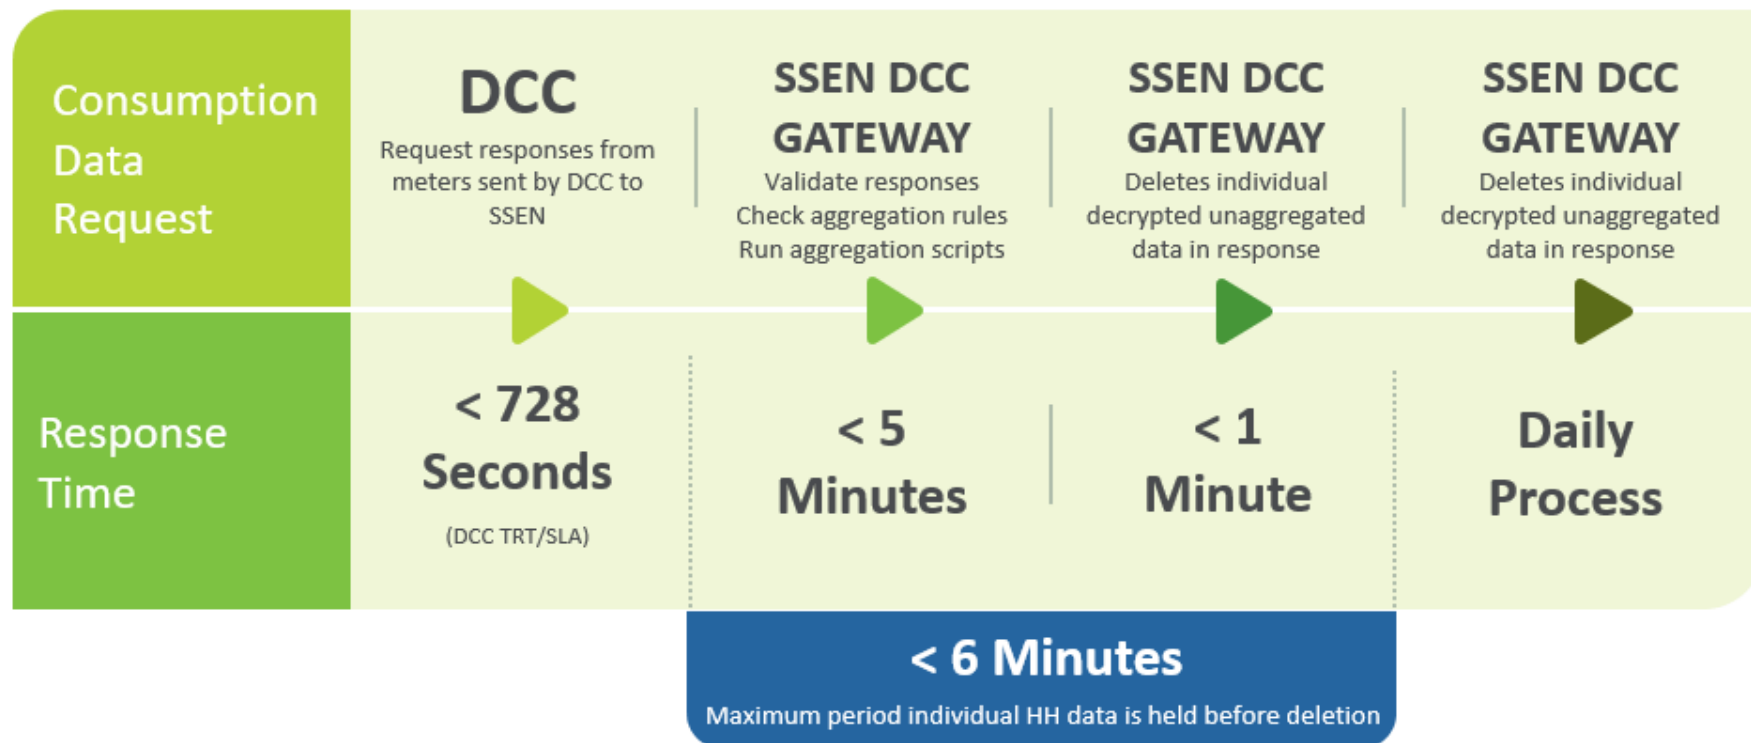 Consumption
Data
Request
DCC
Request responses from
meters sent by DCC to
SSEN
SSEN DCC
GATEWAY
Validate responses
Check aggregation rules
Run aggregation scripts
SSEN DCC
GATEWAY
Deletes individual
decrypted unaggregated
data in response
SSEN DCC
GATEWAY
Deletes individual
decrypted unaggregated
data in response
Response
Time
< 728
Seconds
(DCC TRT/SLA)
< 5
Minutes
< 1
Minute
Daily
Process
< 6 Minutes
Maximum period individual HH data is held before deletion